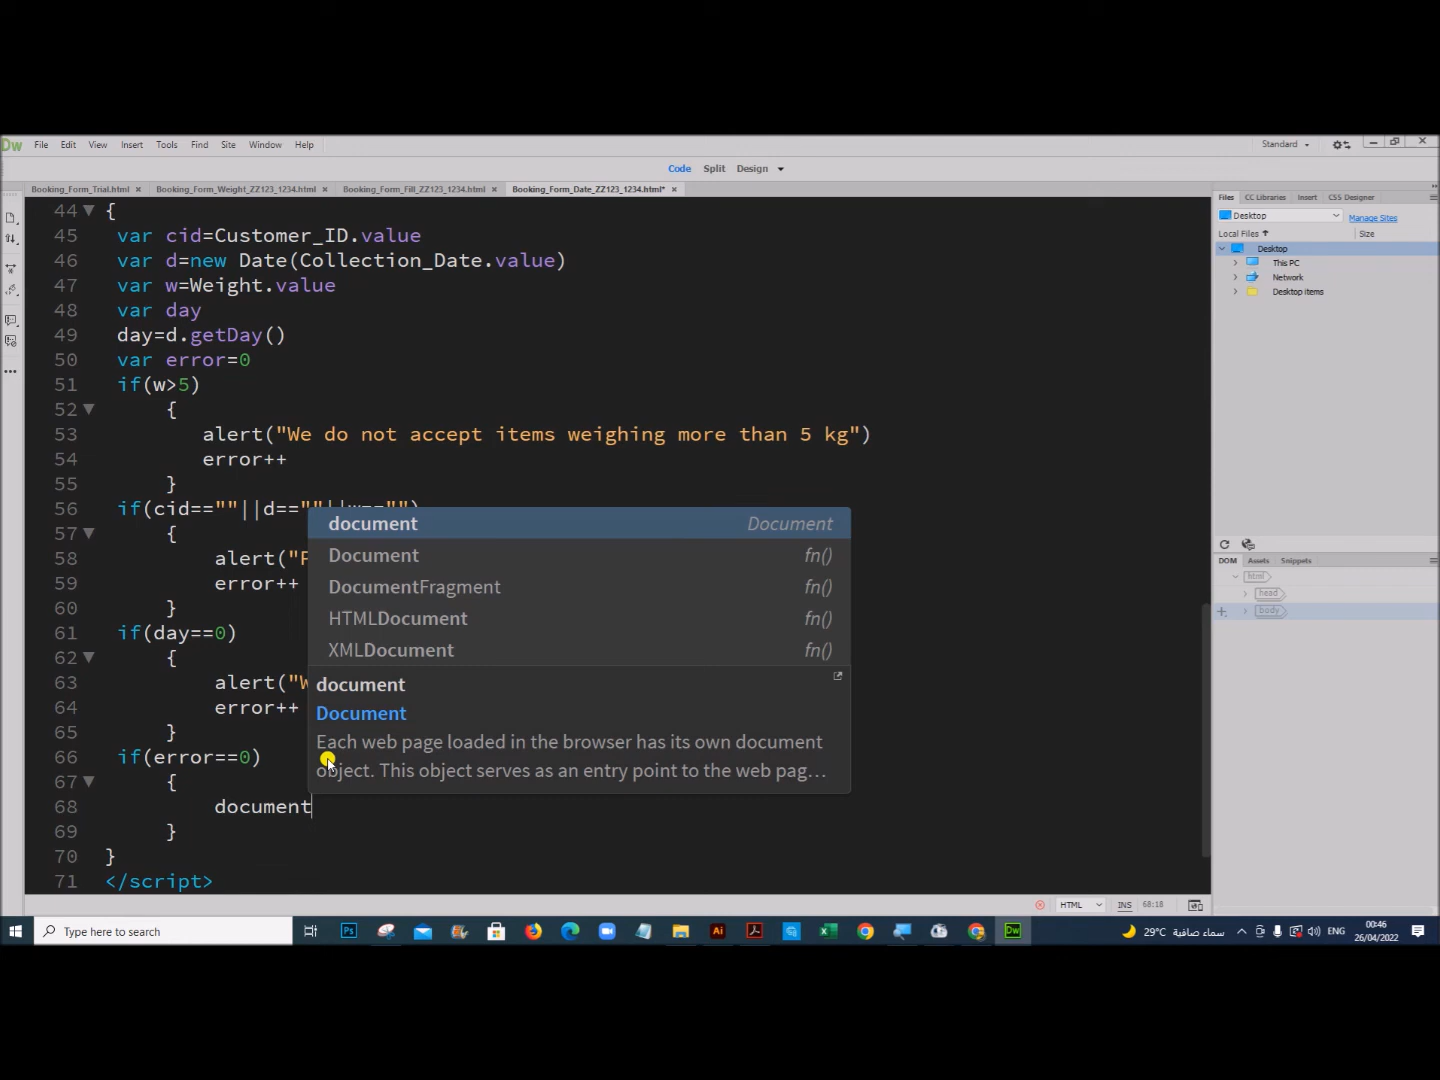 Dw File Edit View Insert Tools Find Site Window Help Standard
Code Split Design
Booking_Form_Trial.html Booking_Form_Weight_ZZ123_1234.html Booking_Form_Fill_ZZ123_1234.html Booking_Form_Date_ZZ123_1234.html*
44 {
45 var cid=Customer_ID.value
46 var d=new Date(Collection_Date.value)
47 var w=Weight.value
48 var day
49 day=d.getDay()
50 var error=0
51 if(w>5)
52 {
53 alert("We do not accept items weighing more than 5 kg")
54 error++
55 }
56 if(cid==""||d==""||w=="")
57 {
58 alert("P
59 error++
60 }
61 if(day==0)
62 {
63 alert("W
64 error++
65 }
66 if(error==0)
67 {
68 document
69 }
70 }
71 </script>
document Document
Document fn()
DocumentFragment fn()
HTMLDocument fn()
XMLDocument fn()
document
Document
Each web page loaded in the browser has its own document
object. This object serves as an entry point to the web pag...
Files CC Libraries Insert CSS Designer
Desktop Manage Sites
Local Files Size
Desktop
This PC
Network
Desktop items
DOM Assets Snippets
html
head
body
HTML INS 68:18
Type here to search
Ps Ai Dw
29°C سماء صافية ENG
00:46
26/04/2022